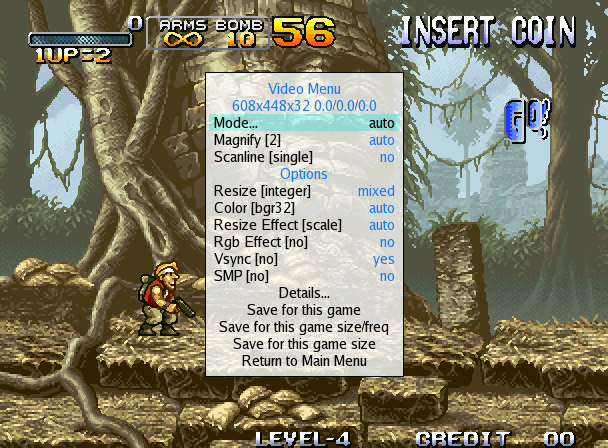 0 ARMS BOMB 56 INSERT COIN
∞ 10
1UP=2
Video Menu
608x448x32 0.0/0.0/0.0
Mode... auto
Magnify [2] auto
Scanline [single] no
Options
Resize [integer] mixed
Color [bgr32] auto
Resize Effect [scale] auto
Rgb Effect [no] no
Vsync [no] yes
SMP [no] no
Details...
Save for this game
Save for this game size/freq
Save for this game size
Return to Main Menu
LEVEL-4 CREDIT 00